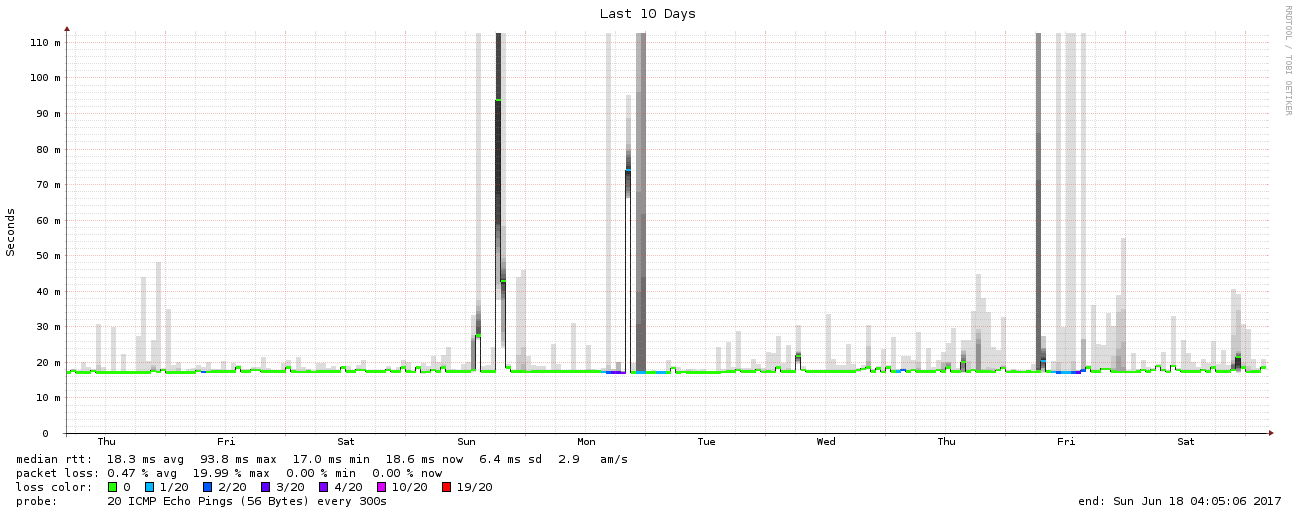 Last 10 Days
RRDTOOL / TOBI OETIKER
Seconds
110 m
100 m
90 m
80 m
70 m
60 m
50 m
40 m
30 m
20 m
10 m
0
Thu Fri Sat Sun Mon Tue Wed Thu Fri Sat
median rtt: 18.3 ms avg 93.8 ms max 17.0 ms min 18.6 ms now 6.4 ms sd 2.9 am/s
packet loss: 0.47 % avg 19.99 % max 0.00 % min 0.00 % now
loss color: 0 1/20 2/20 3/20 4/20 10/20 19/20
probe: 20 ICMP Echo Pings (56 Bytes) every 300s end: Sun Jun 18 04:05:06 2017